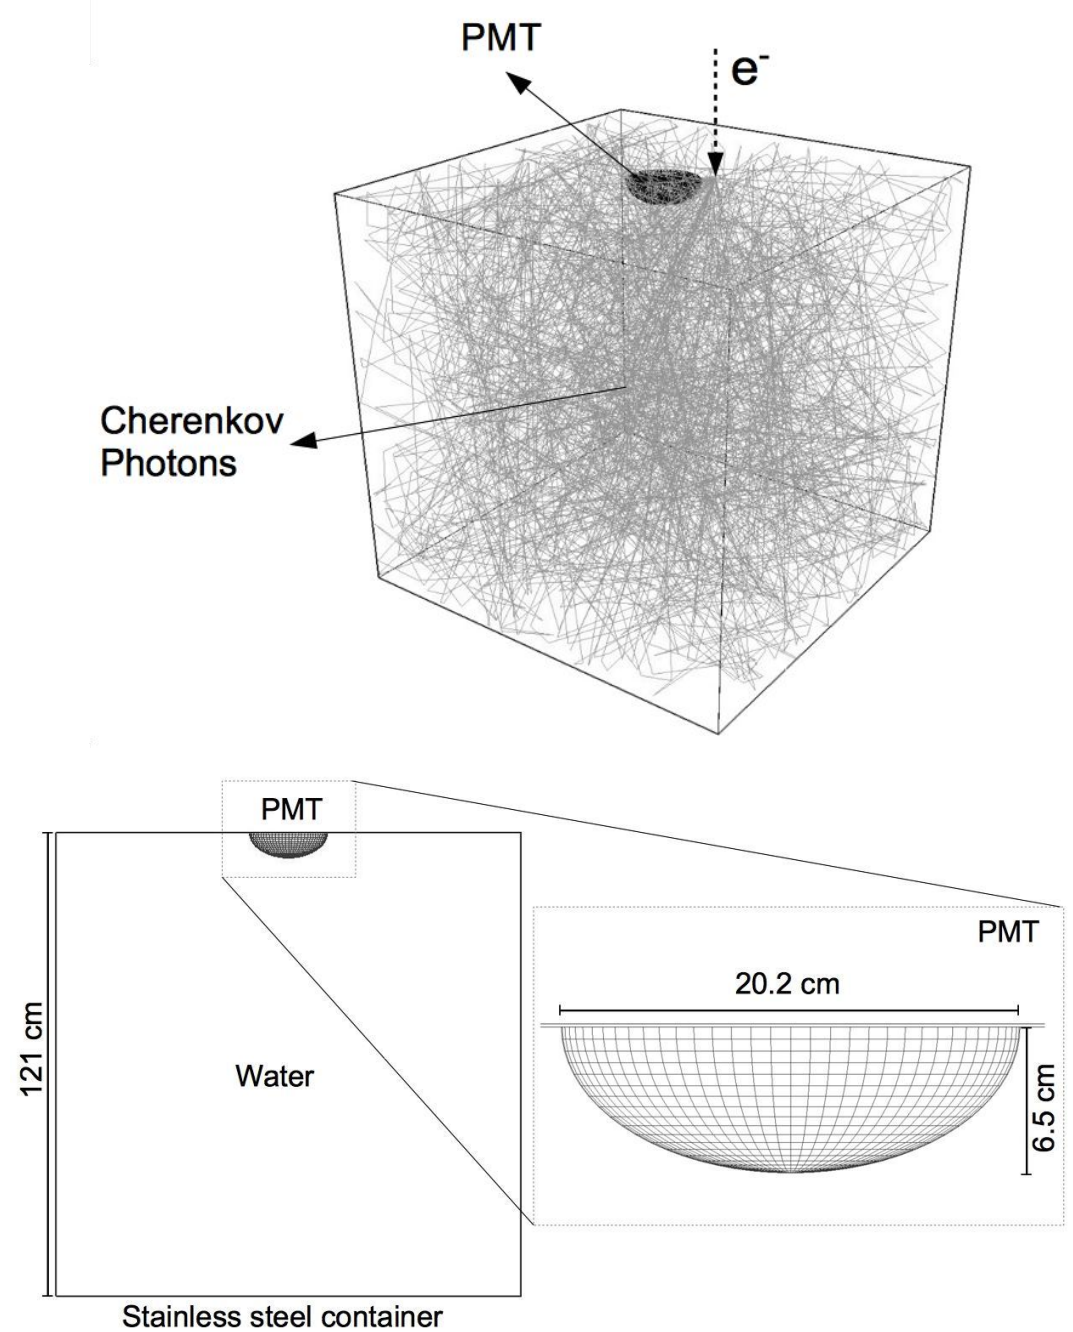 PMT
e-
Cherenkov
Photons
PMT
PMT
20.2 cm
121 cm
Water
6.5 cm
Stainless steel container